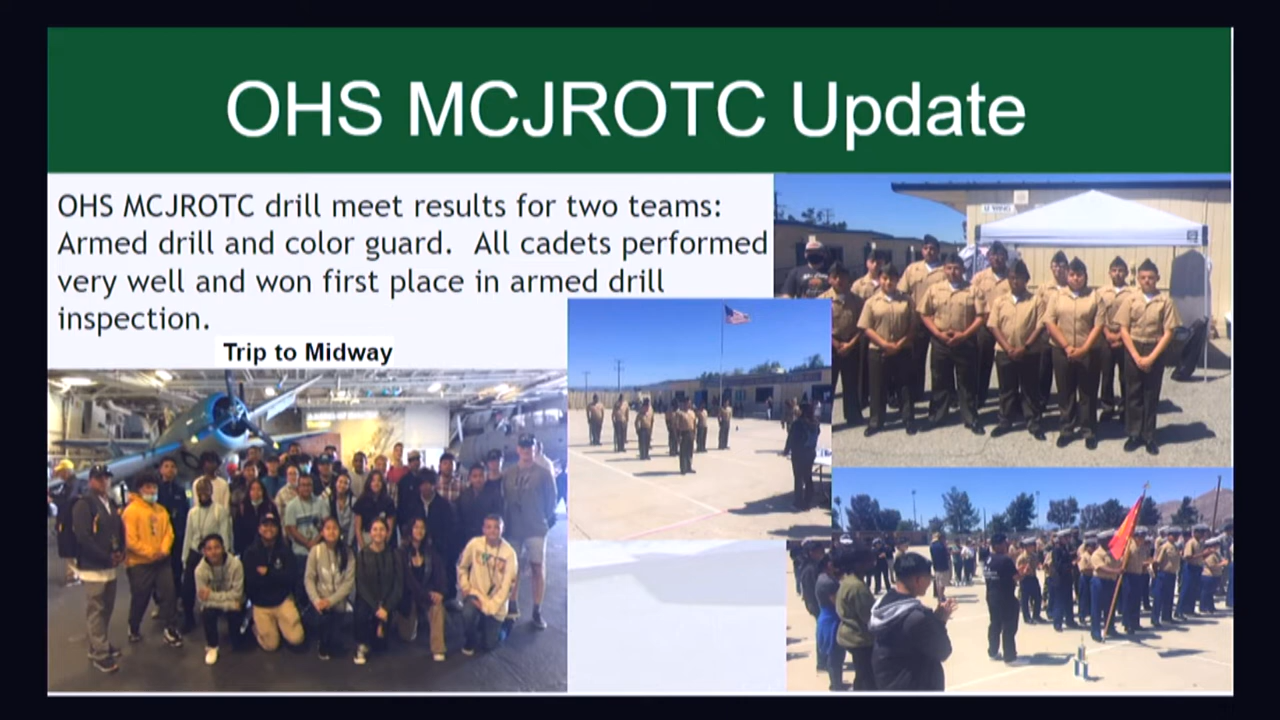 OHS MCJROTC Update
OHS MCJROTC drill meet results for two teams:
Armed drill and color guard.  All cadets performed
very well and won first place in armed drill
inspection.
Trip to Midway